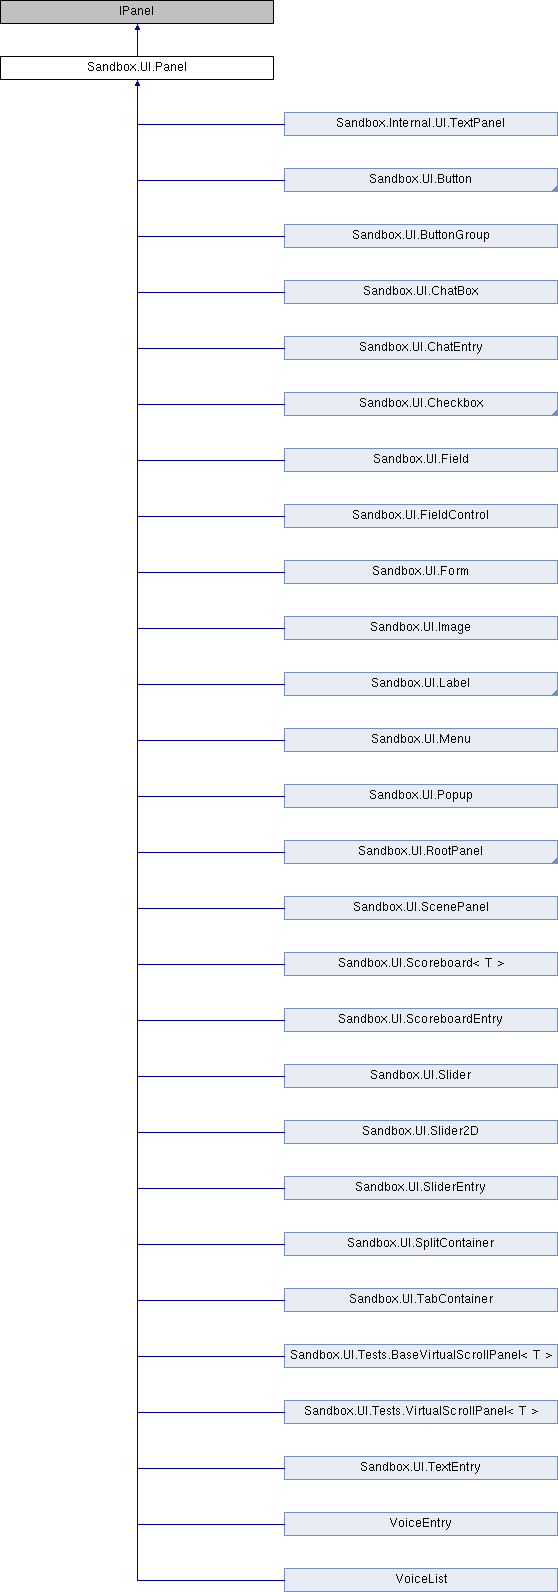 IPanel
Sandbox.UI.Panel
Sandbox.Internal.UI.TextPanel
Sandbox.UI.Button
Sandbox.UI.ButtonGroup
Sandbox.UI.ChatBox
Sandbox.UI.ChatEntry
Sandbox.UI.Checkbox
Sandbox.UI.Field
Sandbox.UI.FieldControl
Sandbox.UI.Form
Sandbox.UI.Image
Sandbox.UI.Label
Sandbox.UI.Menu
Sandbox.UI.Popup
Sandbox.UI.RootPanel
Sandbox.UI.ScenePanel
Sandbox.UI.Scoreboard< T >
Sandbox.UI.ScoreboardEntry
Sandbox.UI.Slider
Sandbox.UI.Slider2D
Sandbox.UI.SliderEntry
Sandbox.UI.SplitContainer
Sandbox.UI.TabContainer
Sandbox.UI.Tests.BaseVirtualScrollPanel< T >
Sandbox.UI.Tests.VirtualScrollPanel< T >
Sandbox.UI.TextEntry
VoiceEntry
VoiceList